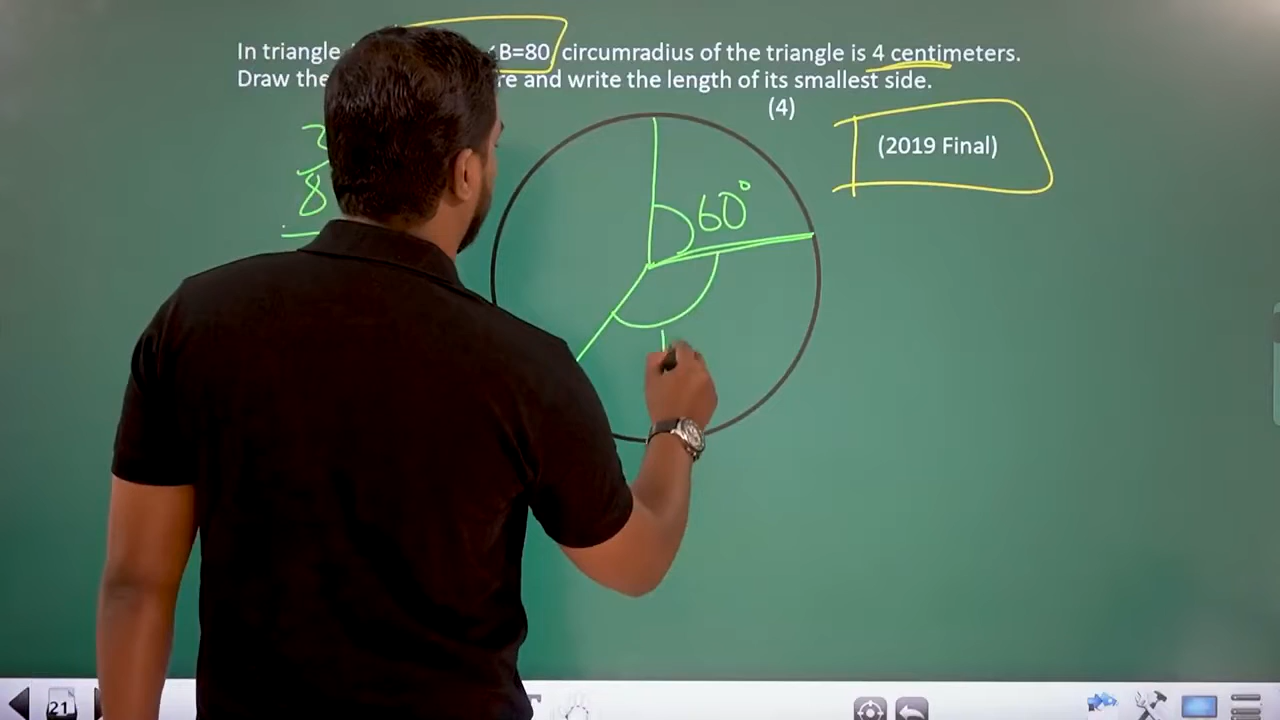 In triangle B=80 circumradius of the triangle is 4 centimeters.
Draw the re and write the length of its smallest side.
(4)
(2019 Final)
60°
8
1
21